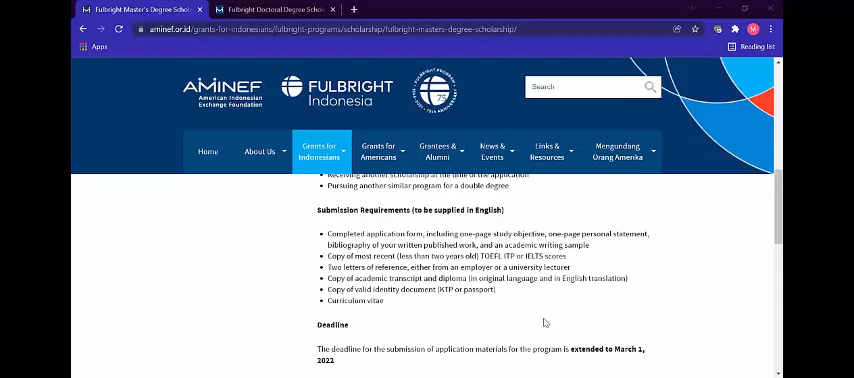 Fulbright Master's Degree Schol
Fulbright Doctoral Degree Schol
aminef.or.id/grants-for-indonesians/fulbright-programs/scholarship/fulbright-masters-degree-scholarship/
M
Apps
Reading list
AMINEF
American Indonesian
Exchange Foundation
FULBRIGHT
Indonesia
FULBRIGHT PROGRAM
75
Search
Home
About Us
Grants for
Indonesians
Grants for
Americans
Grantees &
Alumni
News &
Events
Links &
Resources
Mengundang
Orang Amerika
Receiving another scholarship at the time of the application
Pursuing another similar program for a double degree
Submission Requirements (to be supplied in English)
Completed application form, including one-page study objective, one-page personal statement,
bibliography of your written published work, and an academic writing sample
Copy of most recent (less than two years old) TOEFL ITP or IELTS scores
Two letters of reference, either from an employer or a university lecturer
Copy of academic transcript and diploma (in original language and in English translation)
Copy of valid identity document (KTP or passport)
Curriculum vitae
Deadline
The deadline for the submission of application materials for the program is extended to March 1,
2022